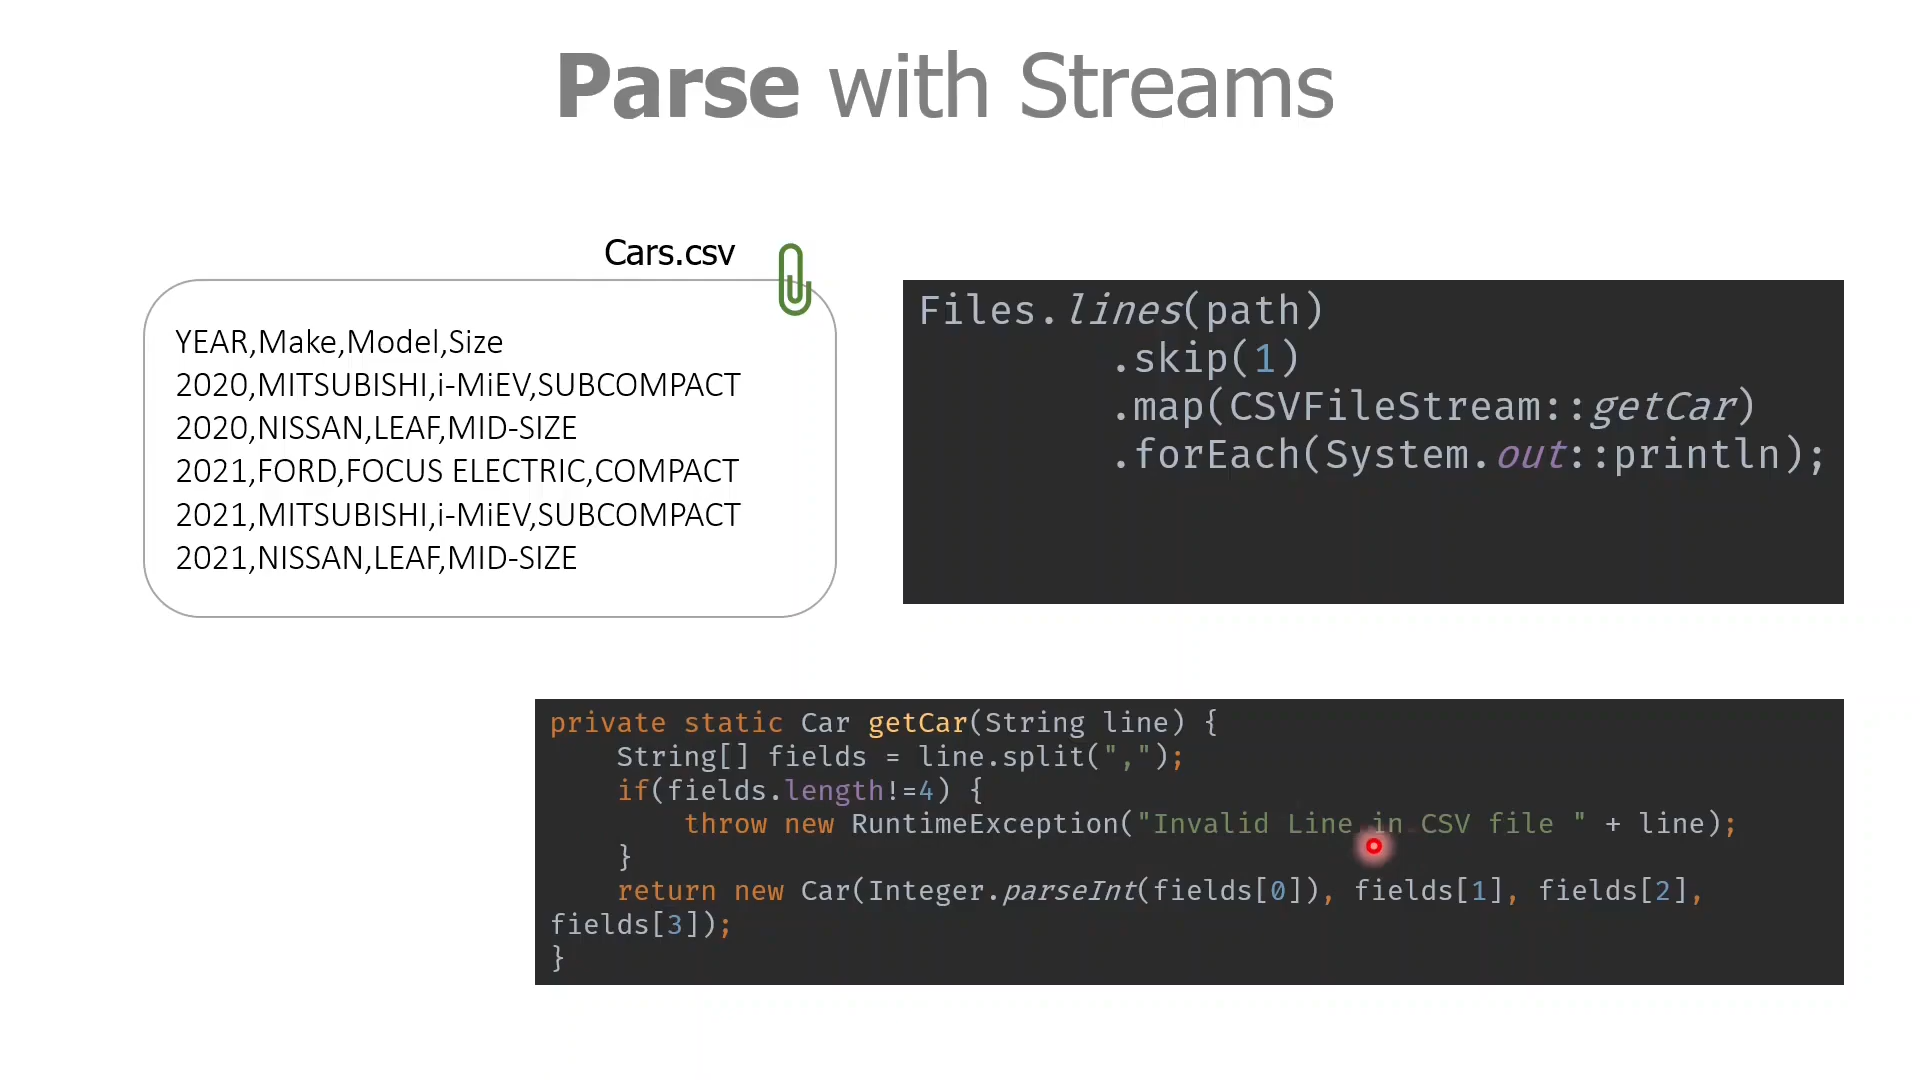 Parse with Streams
Cars.csv
YEAR,Make,Model,Size
2020,MITSUBISHI,i-MiEV,SUBCOMPACT
2020,NISSAN,LEAF,MID-SIZE
2021,FORD,FOCUS ELECTRIC,COMPACT
2021,MITSUBISHI,i-MiEV,SUBCOMPACT
2021,NISSAN,LEAF,MID-SIZE
Files.lines(path)
.skip(1)
.map(CSVFileStream::getCar)
.forEach(System.out::println);
private static Car getCar(String line) {
String[] fields = line.split(",");
if(fields.length!=4) {
throw new RuntimeException("Invalid Line in CSV file " + line);
}
return new Car(Integer.parseInt(fields[0]), fields[1], fields[2],
fields[3]);
}